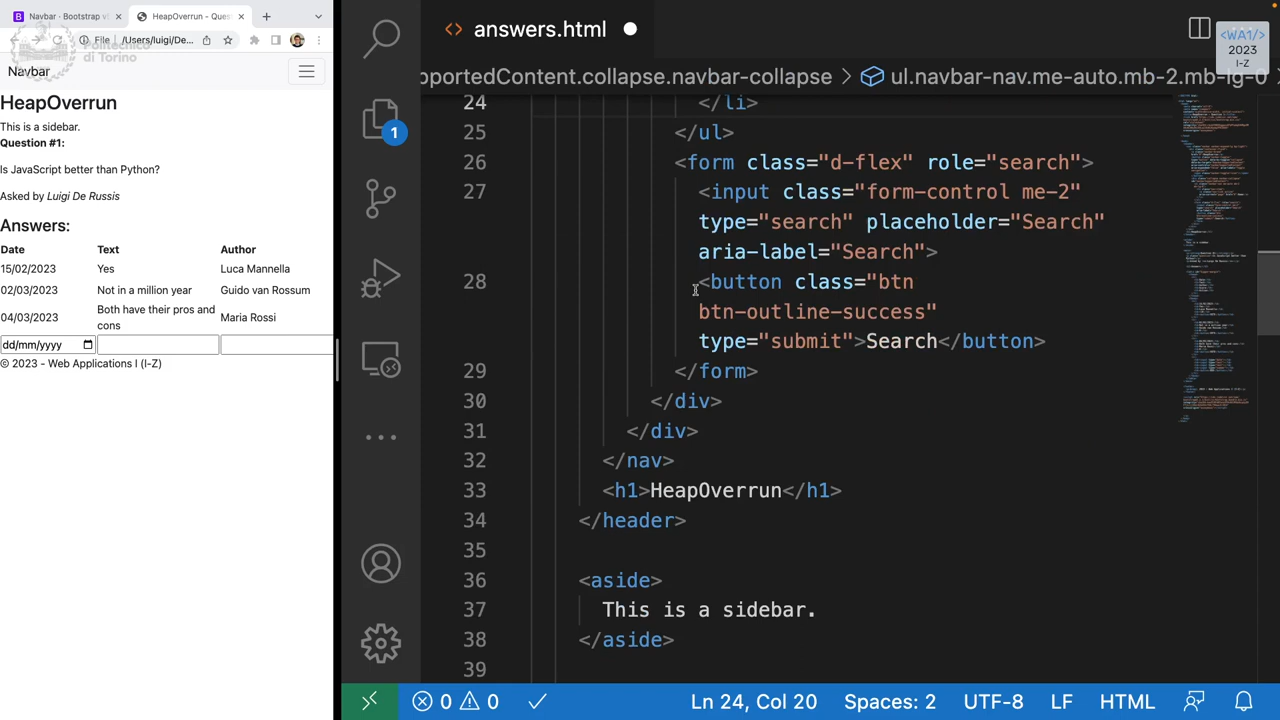 Navbar · Bootstrap v
HeapOverrun - Ques
File
/Users/luigi/De...
Politecnico
di Torino
Navbar
HeapOverrun
This is a sidebar.
Question #1:
Is JavaScript better than Python?
Asked by Luigi De Russis
Answers:
Date Text Author
15/02/2023 Yes Luca Mannella
02/03/2023 Not in a million year Guido van Rossum
04/03/2023 Both have their pros and cons Maria Rossi
dd/mm/yyyy
© 2023 - Web Applications I (I-Z)
answers.html
<WA1/>
2023
I-Z
pportedContent.collapse.navbar-collapse > ul.navbar-nav.me-auto.mb-2.mb-lg-0
1
24 </li>
25 </ul>
26 <form class="d-flex" role="search">
27 <input class="form-control me-2"
type="search" placeholder="Search"
aria-label="Search">
28 <button class="btn
btn-outline-success"
type="submit">Search</button>
29 </form>
30 </div>
31 </div>
32 </nav>
33 <h1>HeapOverrun</h1>
34 </header>
35
36 <aside>
37 This is a sidebar.
38 </aside>
39
0 0
Ln 24, Col 20
Spaces: 2
UTF-8
LF
HTML